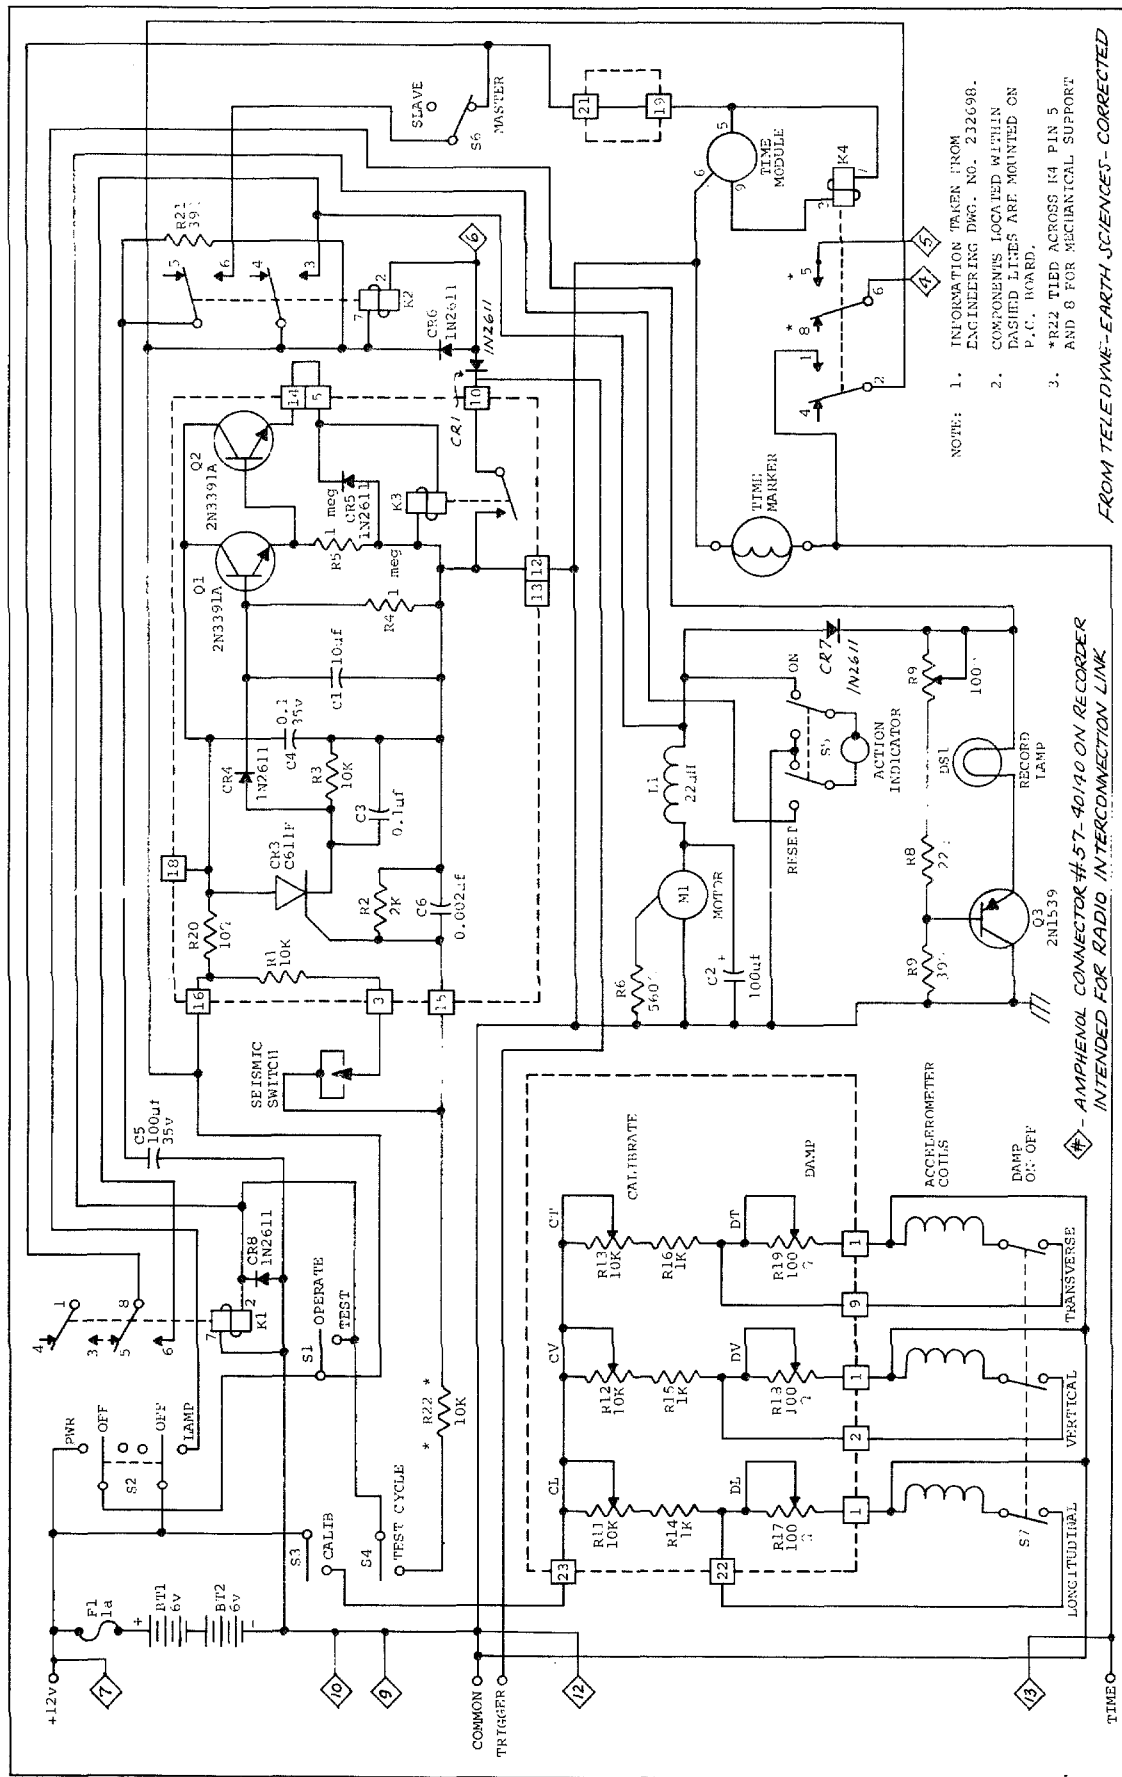 +12v
7
F1
1a
+
BT1
6v
BT2
6v
-
10
9
COMMON
TRIGGER
12
13
TIME
PWR
OFF
S2
OFF
LAMP
S3
CALIB
S4
TEST CYCLE
4
1
3
5
8
6
7
2
K1
CR8
1N2611
S1
OPERATE
TEST
* R22 *
10K
C5
100uf
35v
SEISMIC
SWITCH
16
3
15
R20
R1
10K
18
CR3
R2
2K
C6
0.002uf
CR4
1N2611
C4
0.1
35v
R3
10K
C3
0.1uf
C1
10uf
Q1
2N3391A
Q2
2N3391A
R4
1 meg
R5
1 meg
CR5
1N2611
K3
14
5
10
12
13
CR1
1N2611
CR6
1N2611
6
R21
5
6
4
3
7
2
K2
SLAVE
S6
MASTER
21
19
5
6
9
TIME
MODULE
K4
3
7
* 5
* 8
6
1
4
2
5
4
TIME
MARKER
23
CL
CV
CT
CALIBRATE
R11
10K
R12
10K
R13
10K
R14
1K
R15
1K
R16
1K
22
DL
DV
DT
DAMP
R17
100
R19
100
1
2
1
9
1
ACCELEROMETER
COILS
DAMP
ON OFF
S7
LONGITUDINAL
VERTICAL
TRANSVERSE
R6
M1
MOTOR
C2
+
100uf
L1
RESET
ON
ACTION
INDICATOR
CR7
1N2611
R9
R8
R9
Q3
2N1539
DS1
RECORD
LAMP
NOTE:
1. INFORMATION TAKEN FROM
ENGINEERING DWG. NO. 232698.
2. COMPONENTS LOCATED WITHIN
DASHED LINES ARE MOUNTED ON
P.C. BOARD.
3. *R22 TIED ACROSS K4 PIN 5
AND 8 FOR MECHANICAL SUPPORT
# - AMPHENOL CONNECTOR #57-40140 ON RECORDER
INTENDED FOR RADIO INTERCONNECTION LINK
FROM TELEDYNE-EARTH SCIENCES-CORRECTED